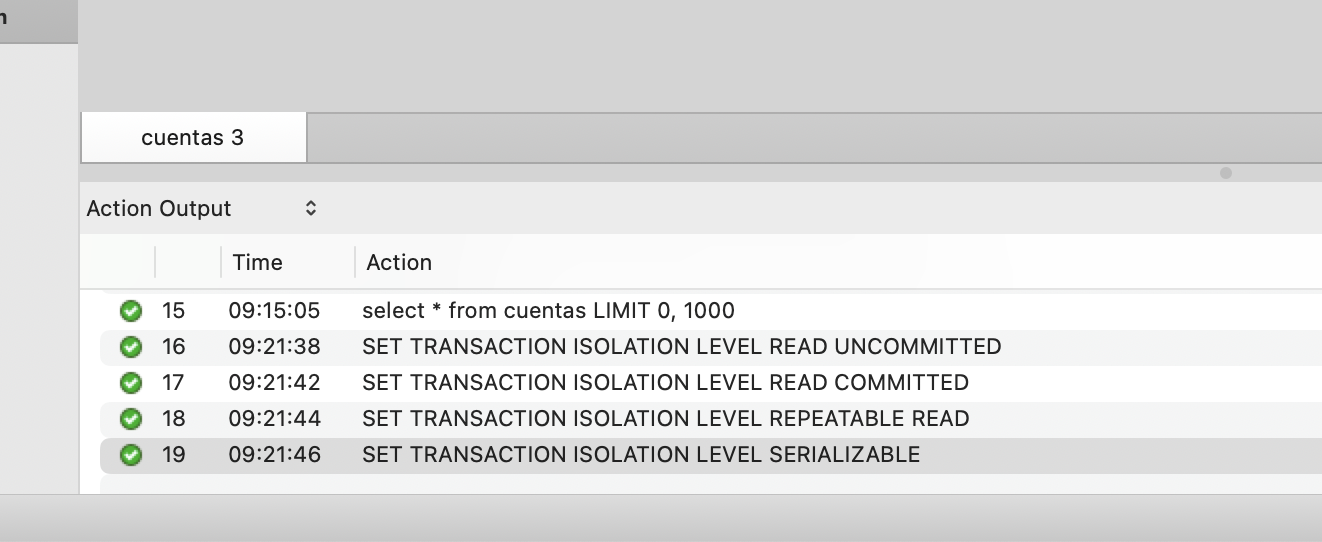 cuentas 3
Action Output
Time Action
15 09:15:05 select * from cuentas LIMIT 0, 1000
16 09:21:38 SET TRANSACTION ISOLATION LEVEL READ UNCOMMITTED
17 09:21:42 SET TRANSACTION ISOLATION LEVEL READ COMMITTED
18 09:21:44 SET TRANSACTION ISOLATION LEVEL REPEATABLE READ
19 09:21:46 SET TRANSACTION ISOLATION LEVEL SERIALIZABLE